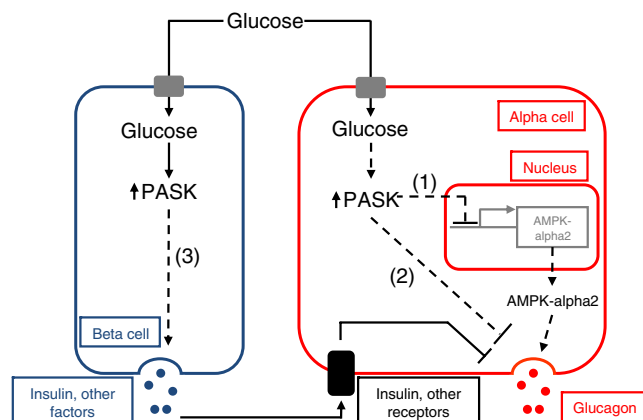 Glucose
Glucose
PASK
(3)
Beta cell
Insulin, other
factors
Alpha cell
Glucose
Nucleus
(1)
PASK
AMPK-
alpha2
(2)
AMPK-alpha2
Insulin, other
receptors
Glucagon